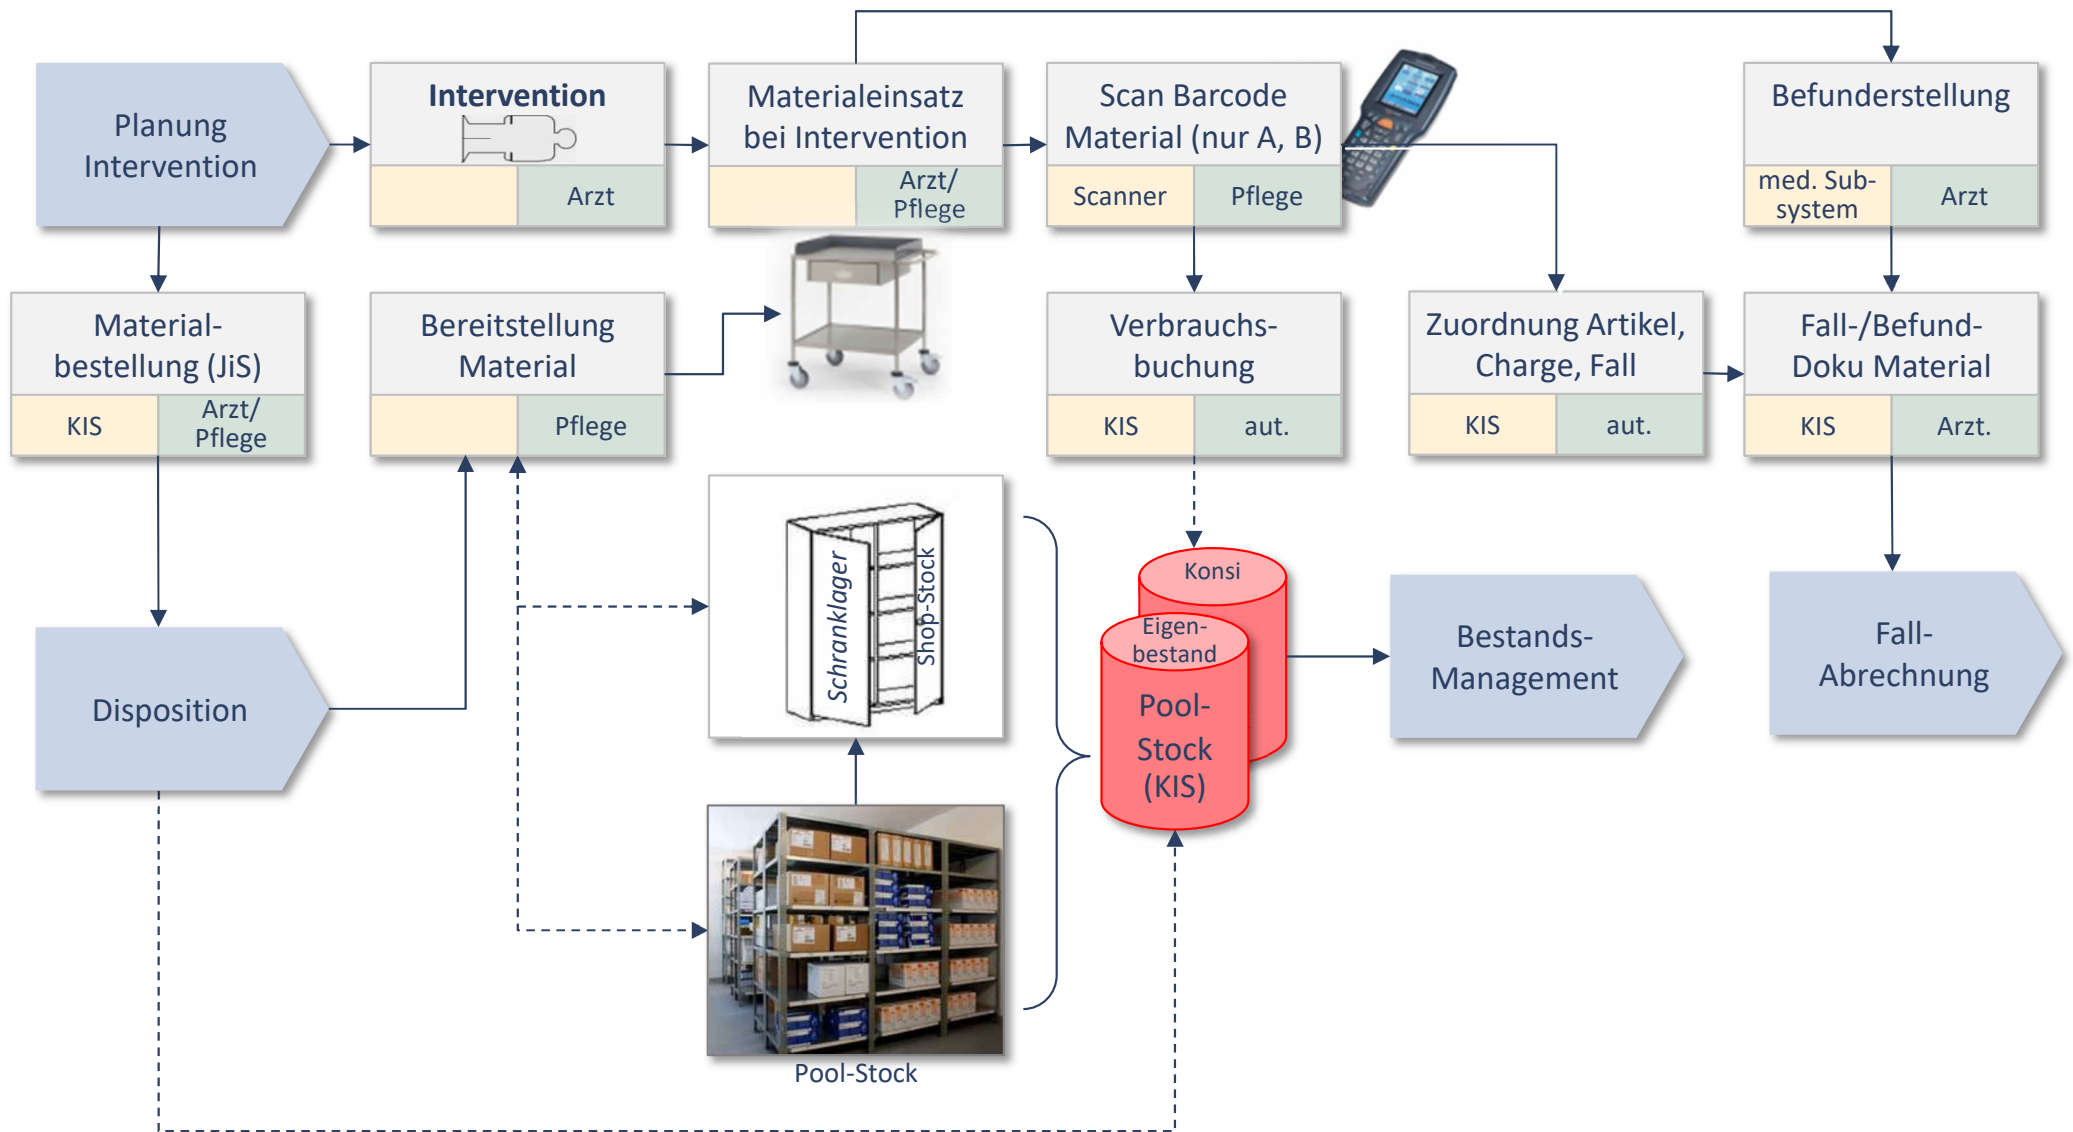 Planung
Intervention
Intervention
Arzt
Materialeinsatz
bei Intervention
Arzt/
Pflege
Scan Barcode
Material (nur A, B)
Scanner
Pflege
Befunderstellung
med. Sub-
system
Arzt
Material-
bestellung (JiS)
KIS
Arzt/
Pflege
Bereitstellung
Material
Pflege
Verbrauchs-
buchung
KIS
aut.
Zuordnung Artikel,
Charge, Fall
KIS
aut.
Fall-/Befund-
Doku Material
KIS
Arzt.
Disposition
Schranklager
Shop-Stock
Pool-Stock
Konsi
Eigen-
bestand
Pool-
Stock
(KIS)
Bestands-
Management
Fall-
Abrechnung